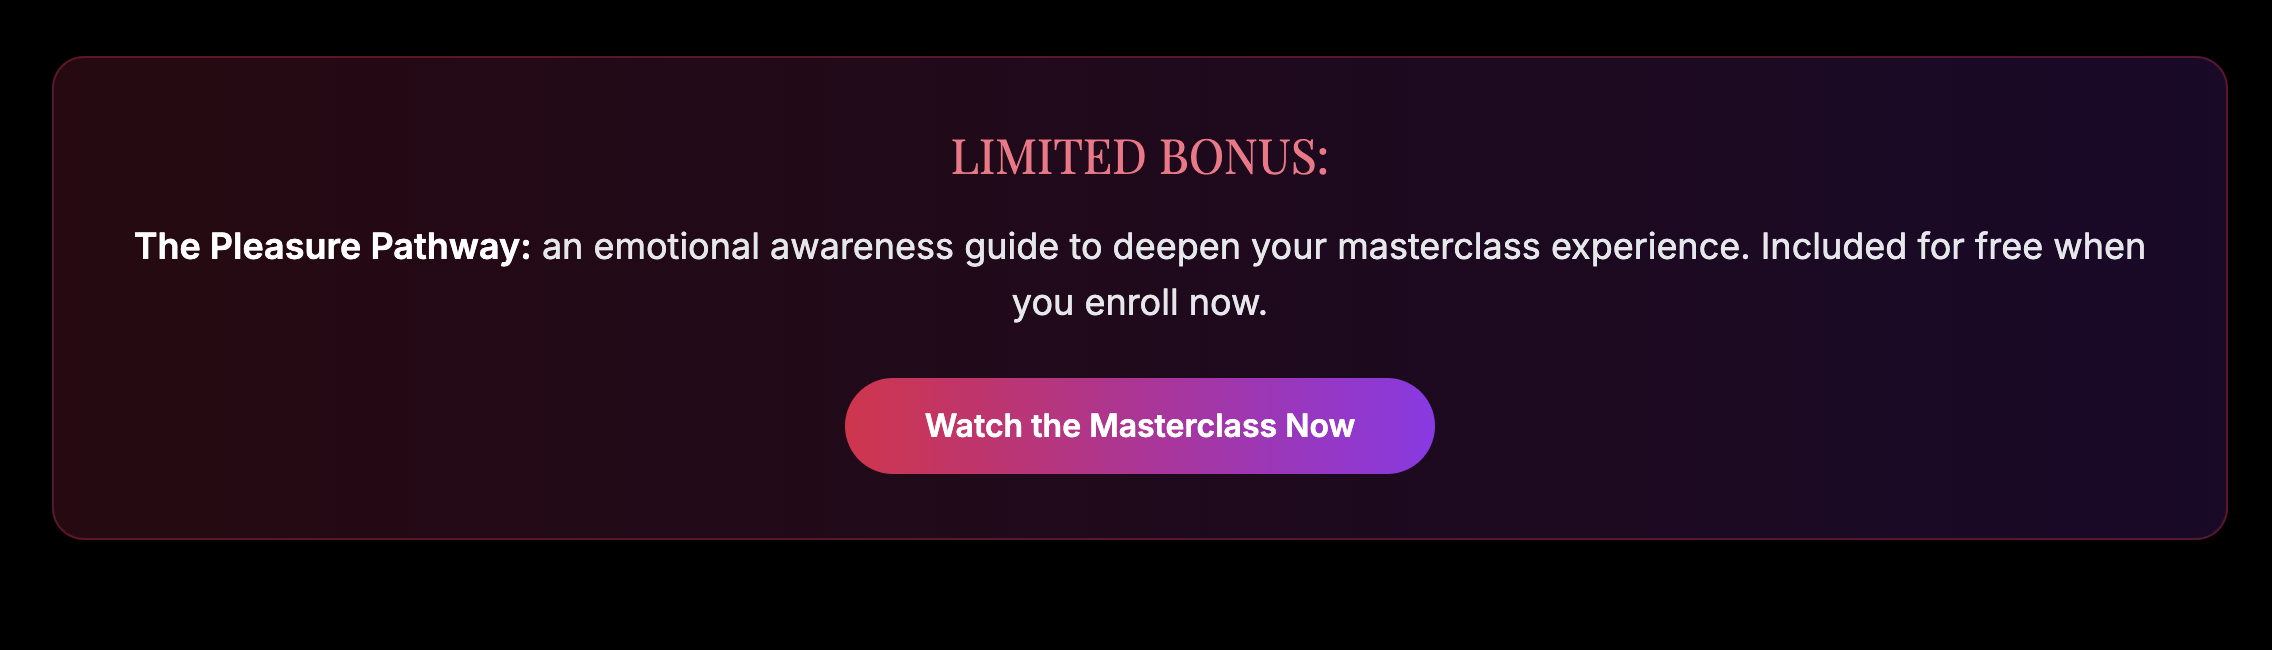 LIMITED BONUS:
The Pleasure Pathway: an emotional awareness guide to deepen your masterclass experience. Included for free when
you enroll now.
Watch the Masterclass Now